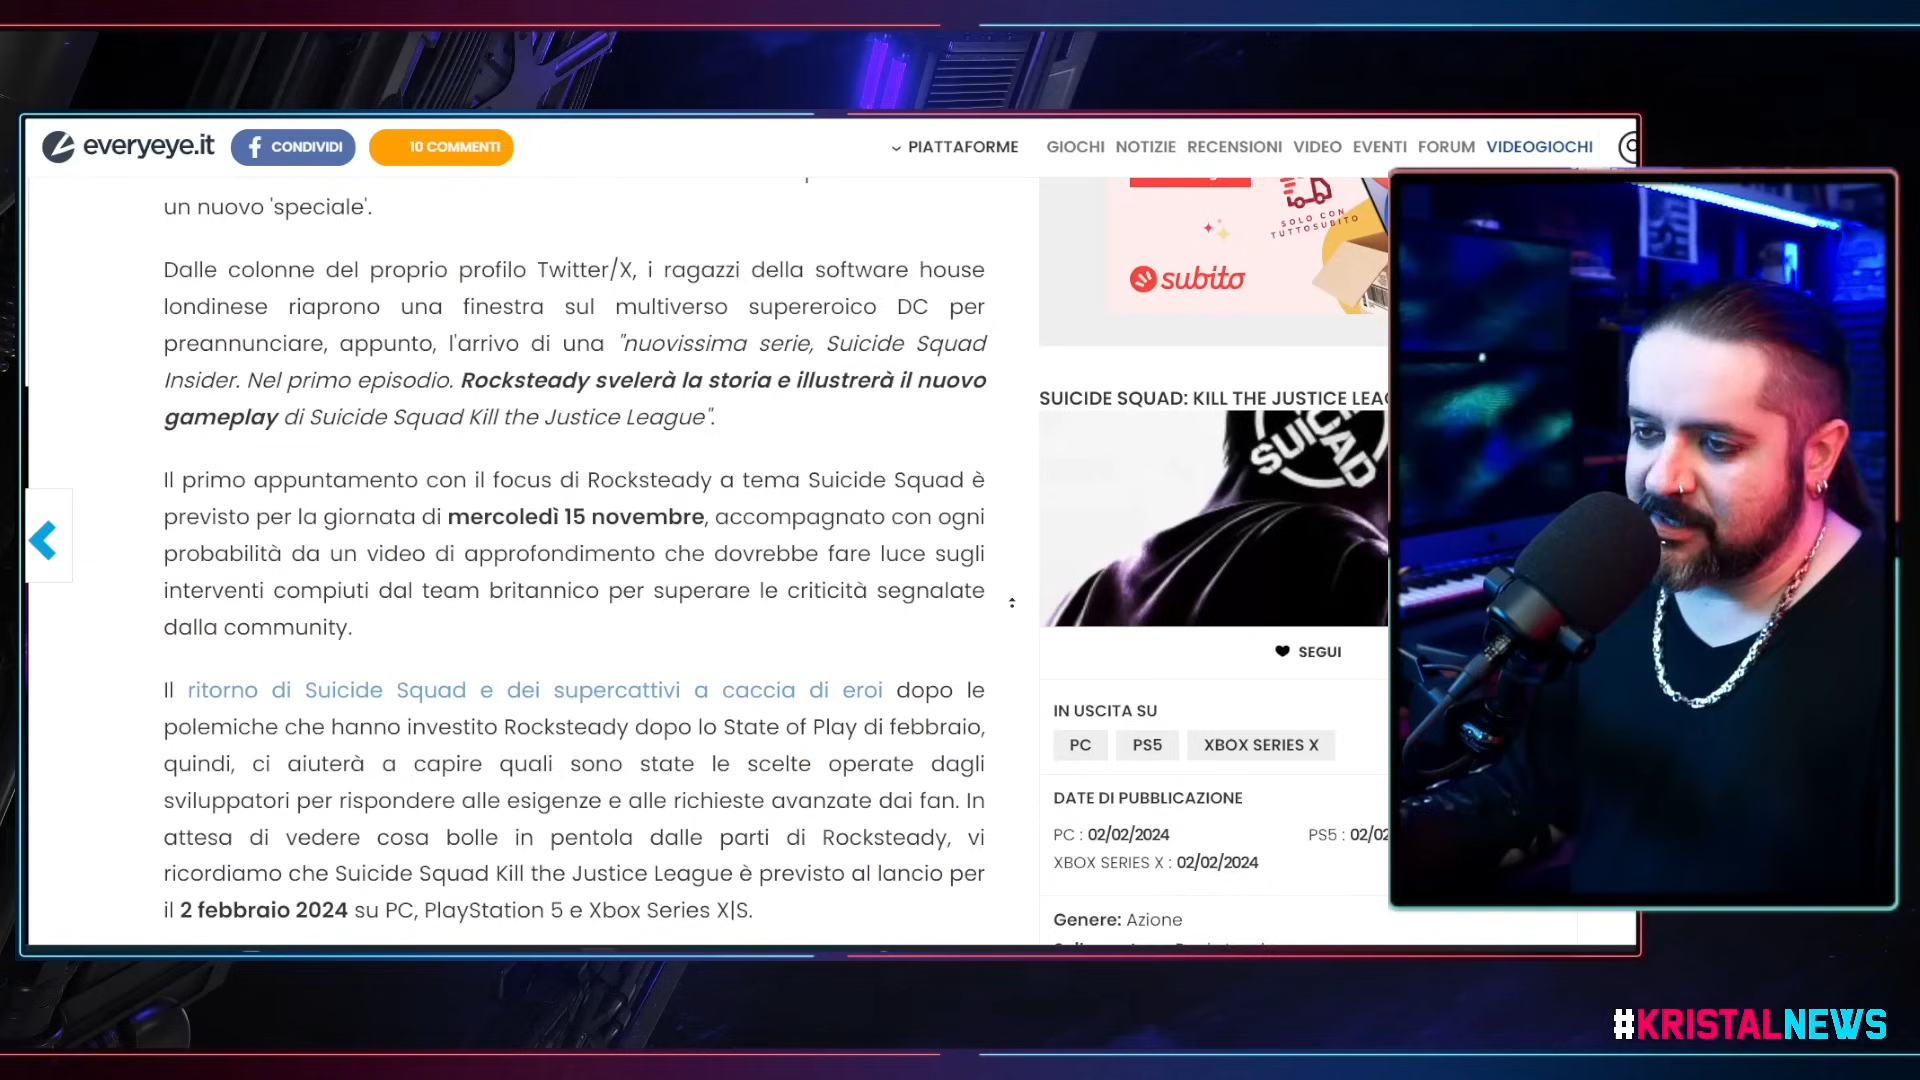 everyeye.it
CONDIVIDI
10 COMMENTI
PIATTAFORME
GIOCHI NOTIZIE RECENSIONI VIDEO EVENTI FORUM VIDEOGIOCHI
un nuovo 'speciale'.
Dalle colonne del proprio profilo Twitter/X, i ragazzi della software house
londinese riaprono una finestra sul multiverso supereroico DC per
preannunciare, appunto, l'arrivo di una "nuovissima serie, Suicide Squad
Insider. Nel primo episodio. Rocksteady svelerà la storia e illustrerà il nuovo
gameplay di Suicide Squad Kill the Justice League".
Il primo appuntamento con il focus di Rocksteady a tema Suicide Squad è
previsto per la giornata di mercoledì 15 novembre, accompagnato con ogni
probabilità da un video di approfondimento che dovrebbe fare luce sugli
interventi compiuti dal team britannico per superare le criticità segnalate
dalla community.
Il ritorno di Suicide Squad e dei supercattivi a caccia di eroi dopo le
polemiche che hanno investito Rocksteady dopo lo State of Play di febbraio,
quindi, ci aiuterà a capire quali sono state le scelte operate dagli
sviluppatori per rispondere alle esigenze e alle richieste avanzate dai fan. In
attesa di vedere cosa bolle in pentola dalle parti di Rocksteady, vi
ricordiamo che Suicide Squad Kill the Justice League è previsto al lancio per
il 2 febbraio 2024 su PC, PlayStation 5 e Xbox Series X|S.
SOLO CON
TUTTOSUBITO
subito
SUICIDE SQUAD: KILL THE JUSTICE LEAG
SUICI
QUAD
SEGUI
IN USCITA SU
PC PS5 XBOX SERIES X
DATE DI PUBBLICAZIONE
PC : 02/02/2024 PS5 : 02/02
XBOX SERIES X : 02/02/2024
Genere: Azione
#KRISTALNEWS